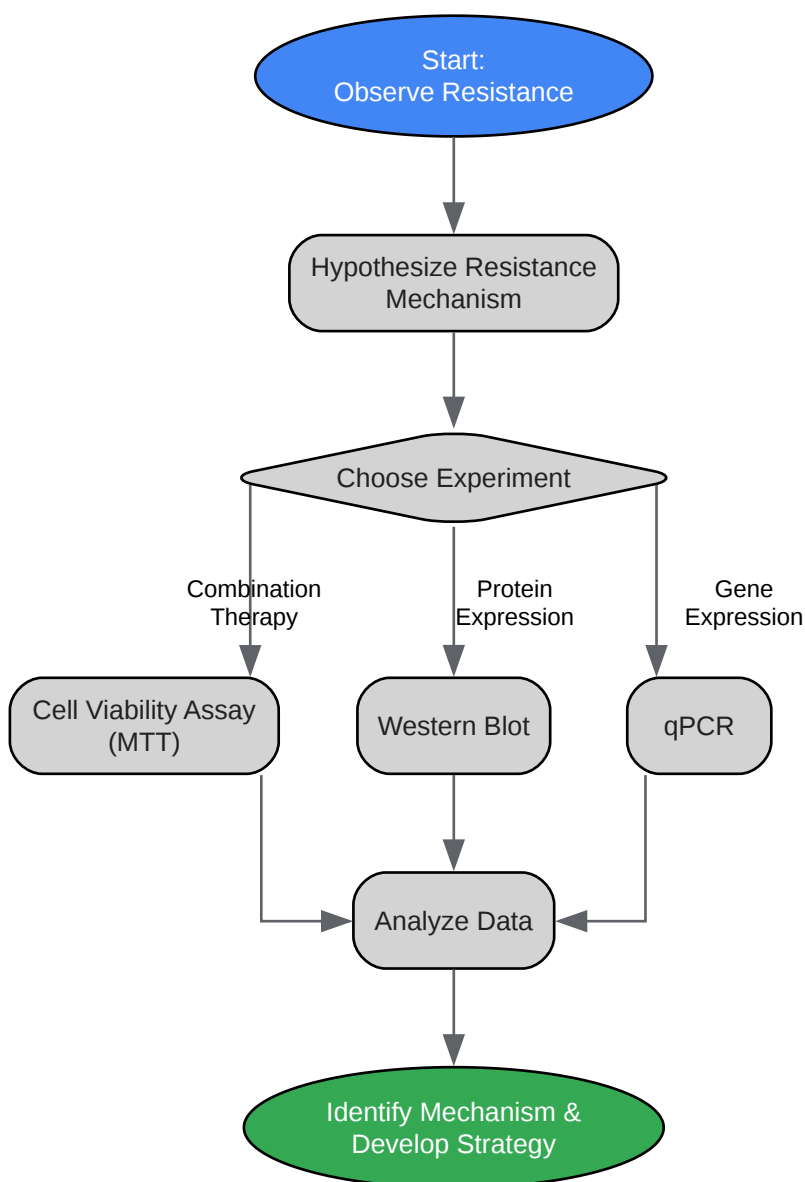 Start:
Observe Resistance
Hypothesize Resistance
Mechanism
Choose Experiment
Combination
Therapy
Protein
Expression
Gene
Expression
Cell Viability Assay
(MTT)
Western Blot
qPCR
Analyze Data
Identify Mechanism &
Develop Strategy